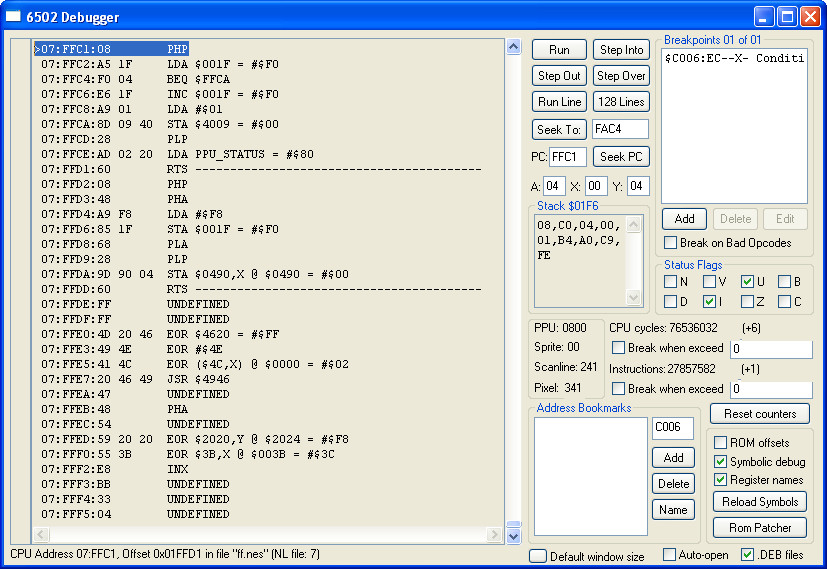 6502 Debugger
>07:FFC1:08 PHP
07:FFC2:A5 1F LDA $001F = #$F0
07:FFC4:F0 04 BEQ $FFCA
07:FFC6:E6 1F INC $001F = #$F0
07:FFC8:A9 01 LDA #$01
07:FFCA:8D 09 40 STA $4009 = #$00
07:FFCD:28 PLP
07:FFCE:AD 02 20 LDA PPU_STATUS = #$80
07:FFD1:60 RTS -----------------------------------------
07:FFD2:08 PHP
07:FFD3:48 PHA
07:FFD4:A9 F8 LDA #$F8
07:FFD6:85 1F STA $001F = #$F0
07:FFD8:68 PLA
07:FFD9:28 PLP
07:FFDA:9D 90 04 STA $0490,X @ $0490 = #$00
07:FFDD:60 RTS -----------------------------------------
07:FFDE:FF UNDEFINED
07:FFDF:FF UNDEFINED
07:FFE0:4D 20 46 EOR $4620 = #$FF
07:FFE3:49 4E EOR #$4E
07:FFE5:41 4C EOR ($4C,X) @ $0000 = #$02
07:FFE7:20 46 49 JSR $4946
07:FFEA:47 UNDEFINED
07:FFEB:48 PHA
07:FFEC:54 UNDEFINED
07:FFED:59 20 20 EOR $2020,Y @ $2024 = #$F8
07:FFF0:55 3B EOR $3B,X @ $003B = #$3C
07:FFF2:E8 INX
07:FFF3:BB UNDEFINED
07:FFF4:33 UNDEFINED
07:FFF5:04 UNDEFINED
CPU Address 07:FFC1, Offset 0x01FFD1 in file "ff.nes" (NL file: 7)
Run Step Into
Step Out Step Over
Run Line 128 Lines
Seek To: FAC4
PC: FFC1 Seek PC
A: 04 X: 00 Y: 04
Stack $01F6
08,C0,04,00,
01,B4,A0,C9,
FE
Breakpoints 01 of 01
$C006:EC--X- Conditi
Add Delete Edit
Break on Bad Opcodes
Status Flags
N V U B
D I Z C
PPU: 0800
Sprite: 00
Scanline: 241
Pixel: 341
CPU cycles: 76536032 (+6)
Break when exceed 0
Instructions: 27857582 (+1)
Break when exceed 0
Address Bookmarks
C006
Add
Delete
Name
Reset counters
ROM offsets
Symbolic debug
Register names
Reload Symbols
Rom Patcher
Default window size
Auto-open
.DEB files